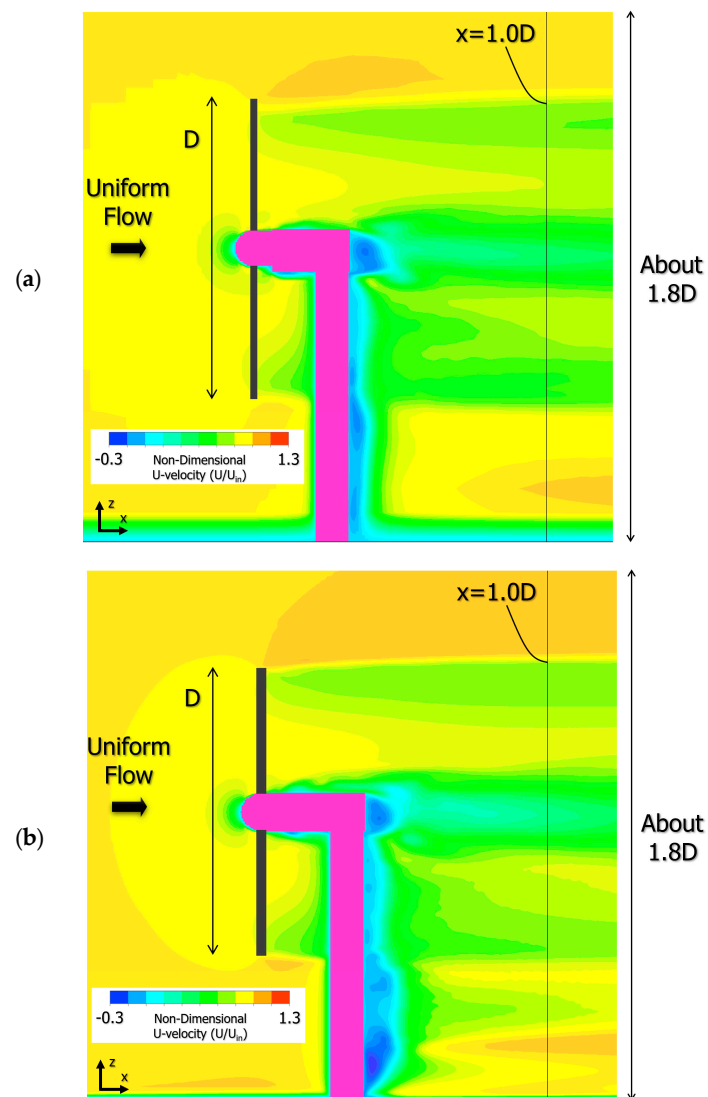 x=1.0D
D
Uniform
Flow
(a)
About
1.8D
-0.3
Non-Dimensional
U-velocity (U/Uin)
1.3
z
x
x=1.0D
D
Uniform
Flow
(b)
About
1.8D
-0.3
Non-Dimensional
U-velocity (U/Uin)
1.3
z
x